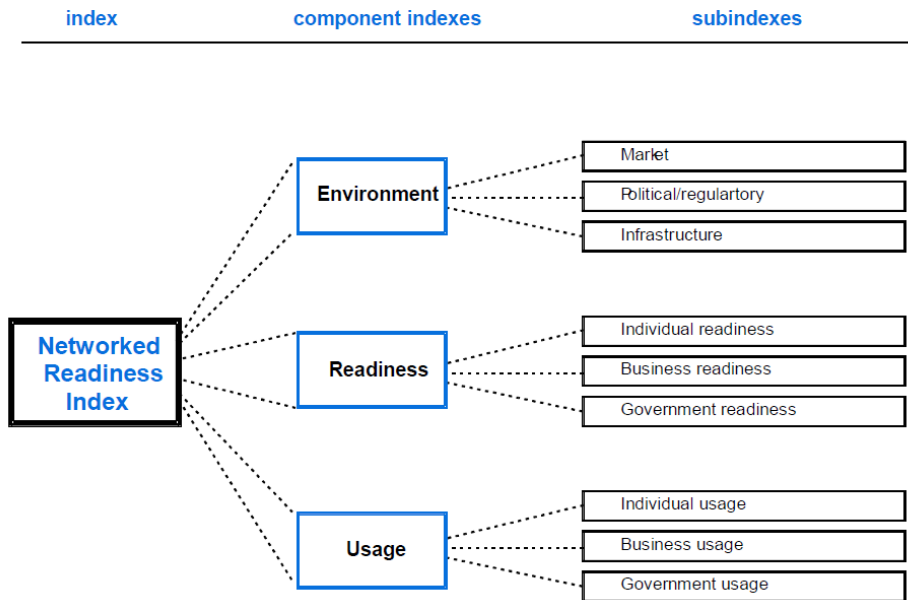 index
component indexes
subindexes
Environment
Market
Political/regulartory
Infrastructure
Networked
Readiness
Index
Readiness
Individual readiness
Business readiness
Government readiness
Usage
Individual usage
Business usage
Government usage